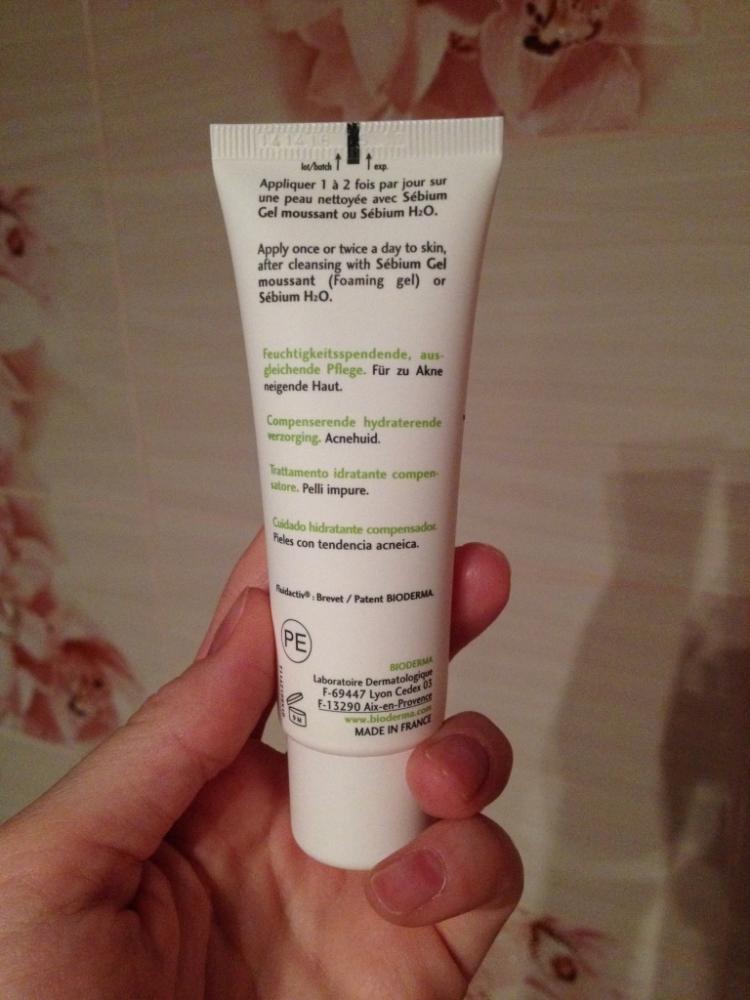 lot/batch exp.
Appliquer 1 à 2 fois par jour sur
une peau nettoyée avec Sébium
Gel moussant ou Sébium H₂O.
Apply once or twice a day to skin,
after cleansing with Sébium Gel
moussant (Foaming gel) or
Sébium H₂O.
Feuchtigkeitsspendende, aus-
gleichende Pflege. Für zu Akne
neigende Haut.
Compenserende hydraterende
verzorging. Acnehuid.
Trattamento idratante compen-
satore. Pelli impure.
Cuidado hidratante compensador.
Pieles con tendencia acneica.
Fluidactiv® : Brevet / Patent BIODERMA
PE
BIODERMA
Laboratoire Dermatologique
F-69447 Lyon Cedex 03
F-13290 Aix-en-Provence
www.bioderma.com
MADE IN FRANCE